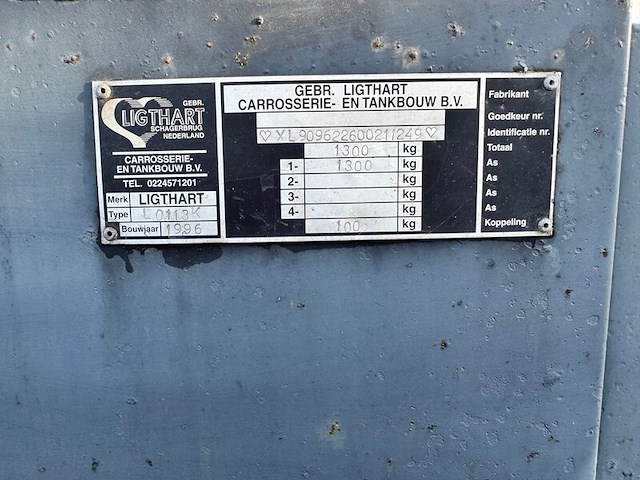 GEBR.
LIGTHART
SCHAGERBRUG
NEDERLAND
CARROSSERIE-
EN TANKBOUW B.V.
TEL. 0224571201
Merk LIGTHART
Type L0113K
Bouwjaar 1996
GEBR. LIGTHART
CARROSSERIE- EN TANKBOUW B.V.
♡XL909622600211249♡
1300 kg
1- 1300 kg
2- kg
3- kg
4- kg
100 kg
Fabrikant
Goedkeur nr.
Identificatie nr.
Totaal
As
As
As
As
Koppeling